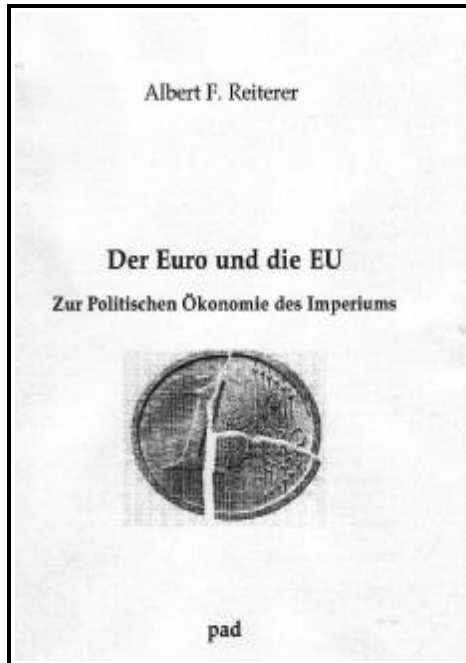 Albert F. Reiterer
Der Euro und die EU
Zur Politischen Ökonomie des Imperiums
pad